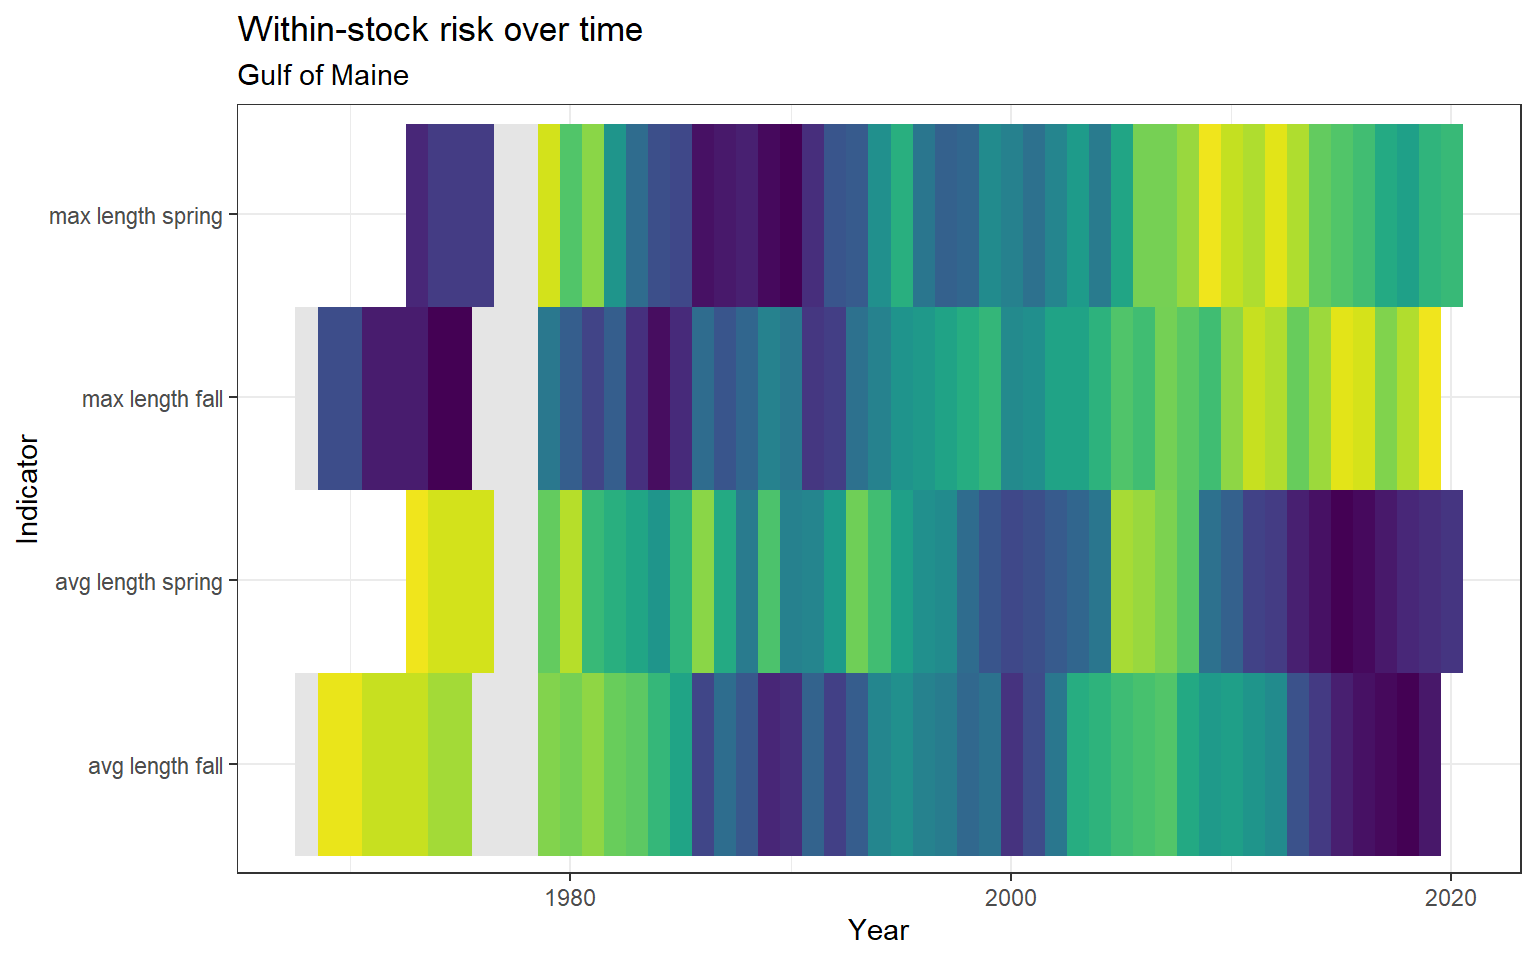 Within-stock risk over time
Gulf of Maine
Indicator
max length spring
max length fall
avg length spring
avg length fall
1980
2000
2020
Year